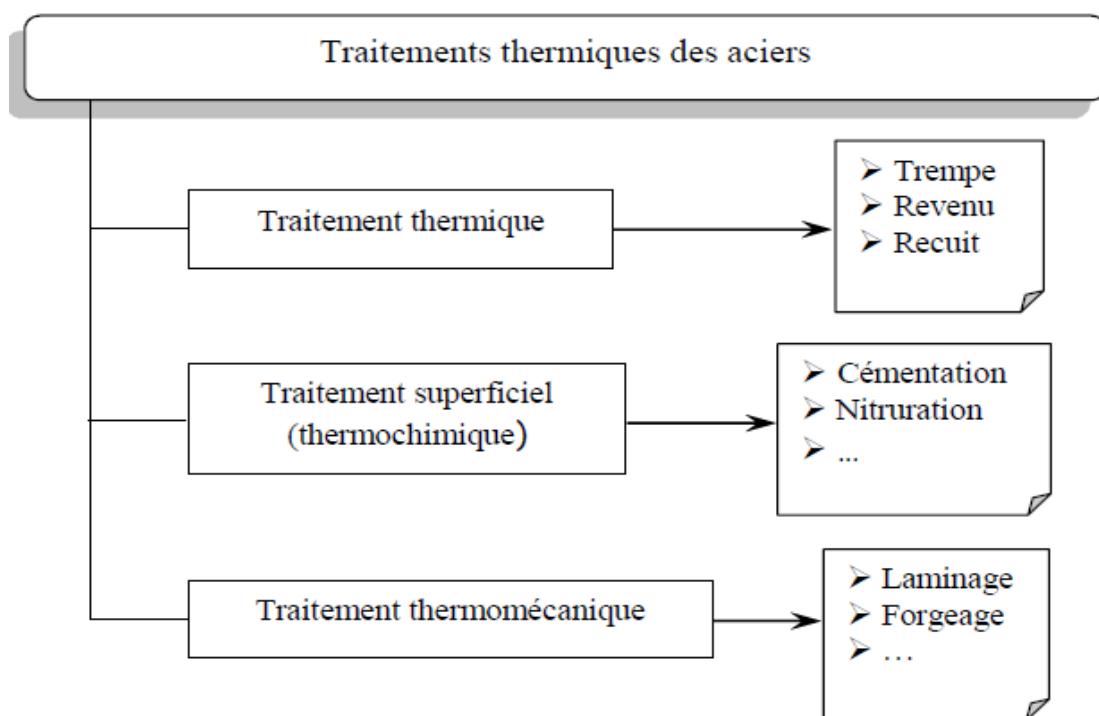 Traitements thermiques des aciers
Traitement thermique
➢ Trempe
➢ Revenu
➢ Recuit
Traitement superficiel
(thermochimique)
➢ Cémentation
➢ Nitruration
➢ ...
Traitement thermomécanique
➢ Laminage
➢ Forgeage
➢ …